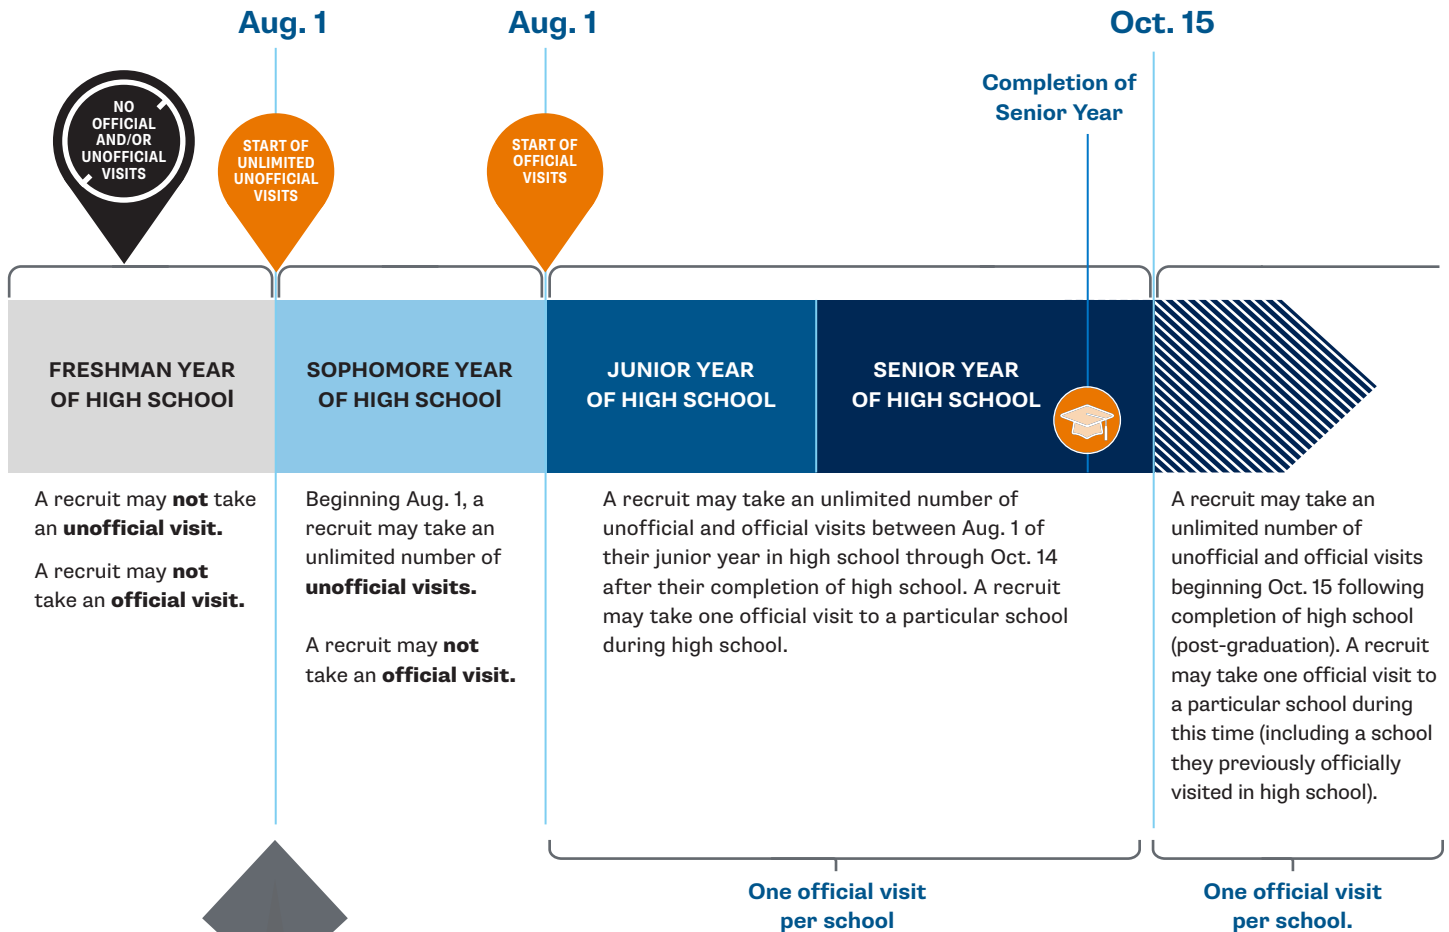 Aug. 1
Aug. 1
Oct. 15
Completion of
Senior Year
NO
OFFICIAL
AND/OR
UNOFFICIAL
VISITS
START OF
UNLIMITED
UNOFFICIAL
VISITS
START OF
OFFICIAL
VISITS
FRESHMAN YEAR
OF HIGH SCHOOl
SOPHOMORE YEAR
OF HIGH SCHOOl
JUNIOR YEAR
OF HIGH SCHOOL
SENIOR YEAR
OF HIGH SCHOOL
A recruit may not take
an unofficial visit.
A recruit may not
take an official visit.
Beginning Aug. 1, a
recruit may take an
unlimited number of
unofficial visits.
A recruit may not
take an official visit.
A recruit may take an unlimited number of
unofficial and official visits between Aug. 1 of
their junior year in high school through Oct. 14
after their completion of high school. A recruit
may take one official visit to a particular school
during high school.
A recruit may take an
unlimited number of
unofficial and official visits
beginning Oct. 15 following
completion of high school
(post-graduation). A recruit
may take one official visit to
a particular school during
this time (including a school
they previously officially
visited in high school).
One official visit
per school
One official visit
per school.